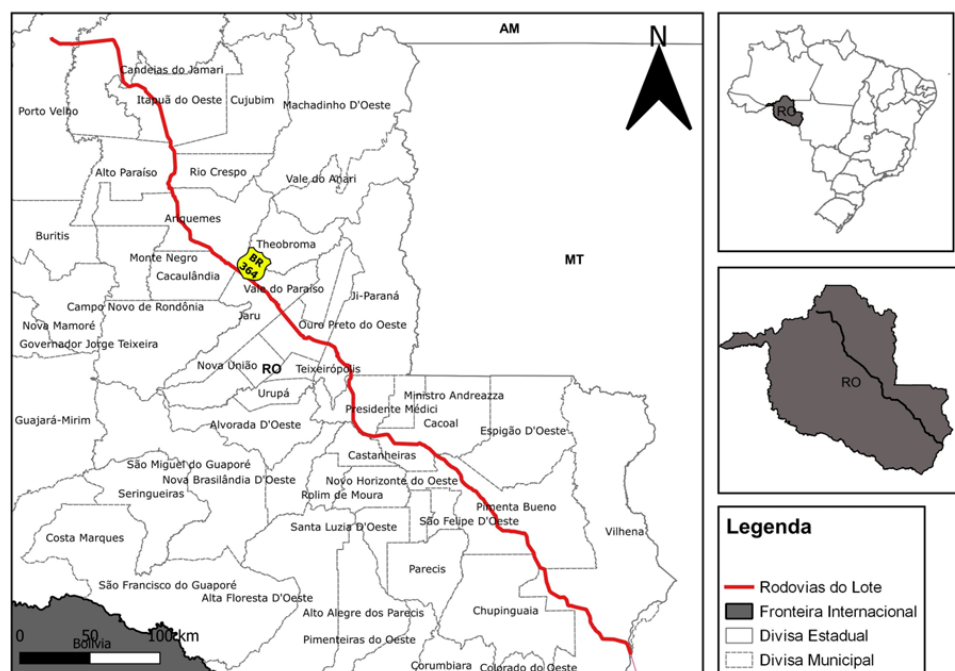 AM
N
Candeias do Jamari
Itapuã do Oeste
Cujubim
Porto Velho
Machadinho D'Oeste
RO
Alto Paraíso
Rio Crespo
Vale do Anari
Ariquemes
Buritis
Theobroma
Monte Negro
BR
364
MT
Cacaulândia
Vale do Paraíso
Ji-Paraná
Campo Novo de Rondônia
Jaru
Nova Mamoré
Ouro Preto do Oeste
Governador Jorge Teixeira
Nova União
RO
Teixeirópolis
Urupá
Ministro Andreazza
Presidente Médici
Guajará-Mirim
Alvorada D'Oeste
Cacoal
Espigão D'Oeste
RO
Castanheiras
São Miguel do Guaporé
Nova Brasilândia D'Oeste
Novo Horizonte do Oeste
Seringueiras
Rolim de Moura
Pimenta Bueno
Santa Luzia D'Oeste
São Felipe D'Oeste
Vilhena
Costa Marques
Parecis
São Francisco do Guaporé
Alta Floresta D'Oeste
Alto Alegre dos Parecis
Chupinguaia
Pimenteiras do Oeste
0 50 100 km
Bolívia
Corumbiara
Colorado do Oeste
Legenda
Rodovias do Lote
Fronteira Internacional
Divisa Estadual
Divisa Municipal